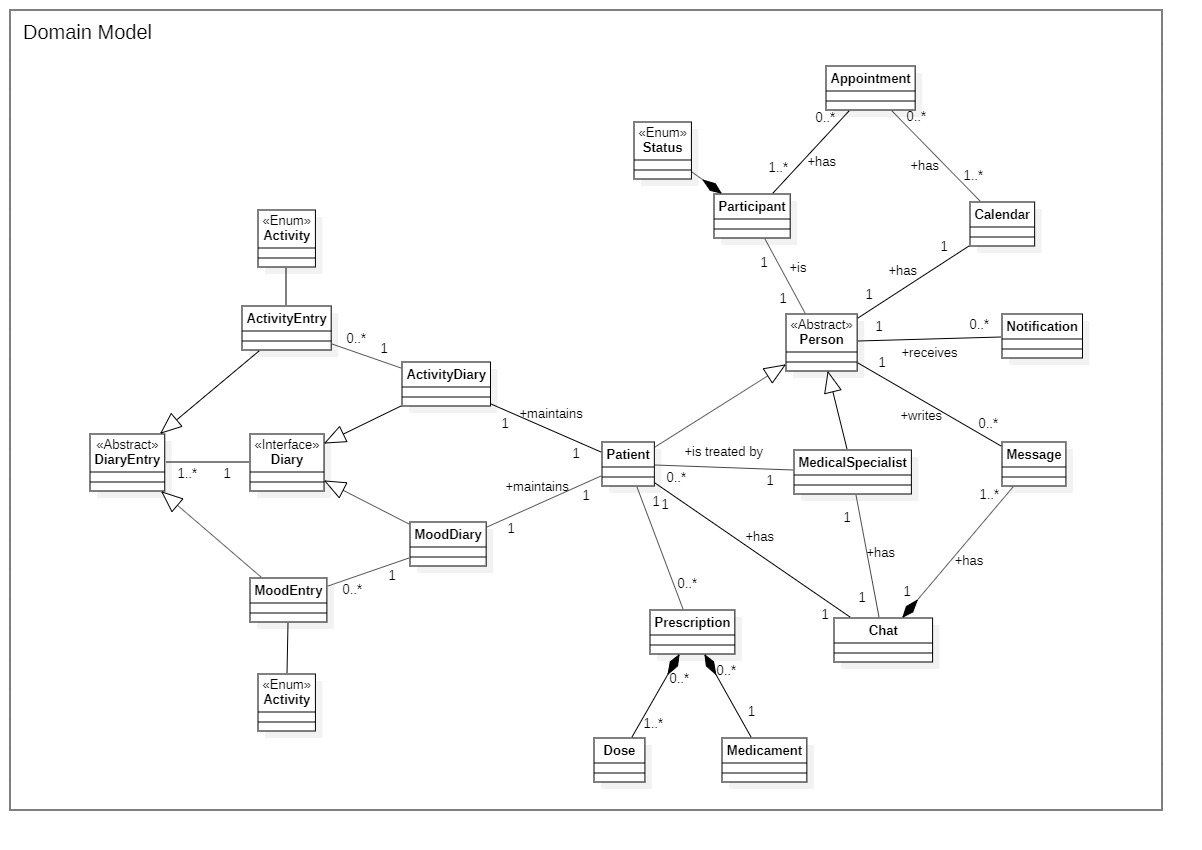 Domain Model
Appointment
0..*
0..*
«Enum»
Status
1..*
+has
+has
1..*
Participant
Calendar
«Enum»
Activity
1
+is
1
1
+has
1
ActivityEntry
0..*
1
«Abstract»
Person
1
0..*
Notification
+receives
1
ActivityDiary
+maintains
1
+writes
0..*
«Abstract»
DiaryEntry
1..*
1
«Interface»
Diary
1
Patient
+is treated by
0..*
1
MedicalSpecialist
Message
1..*
+maintains
1
1
1
1
MoodDiary
1
+has
1
+has
+has
MoodEntry
0..*
1
0..*
1
1
1
Prescription
Chat
«Enum»
Activity
0..*
0..*
1..*
1
Dose
Medicament